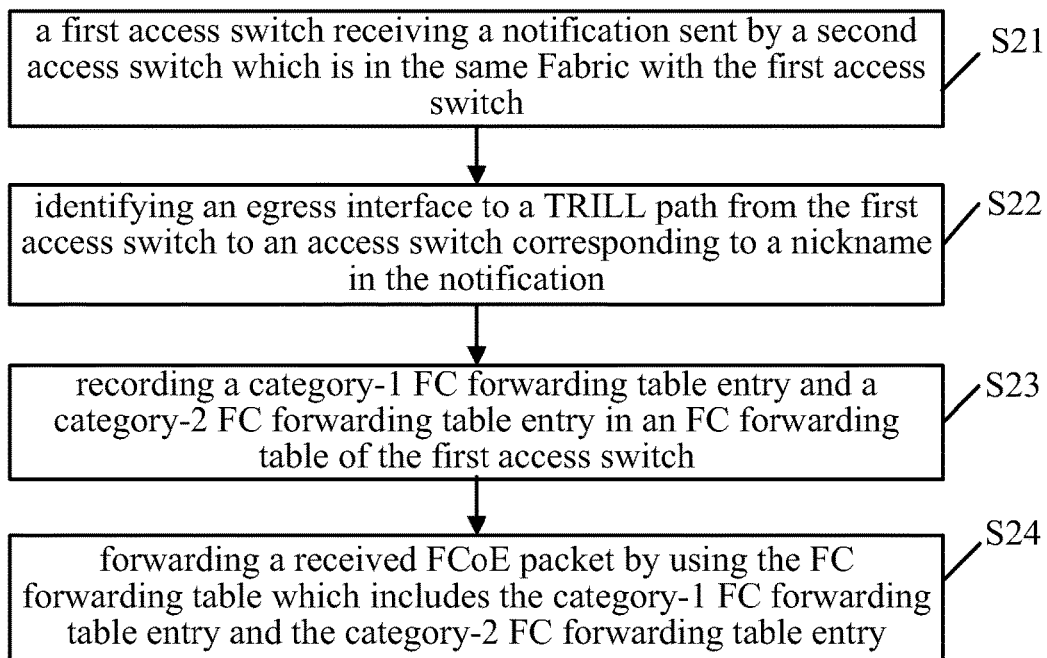 a first access switch receiving a notification sent by a second
access switch which is in the same Fabric with the first access
switch
S21
identifying an egress interface to a TRILL path from the first
access switch to an access switch corresponding to a nickname
in the notification
S22
recording a category-1 FC forwarding table entry and a
category-2 FC forwarding table entry in an FC forwarding
table of the first access switch
S23
forwarding a received FCoE packet by using the FC
forwarding table which includes the category-1 FC forwarding
table entry and the category-2 FC forwarding table entry
S24